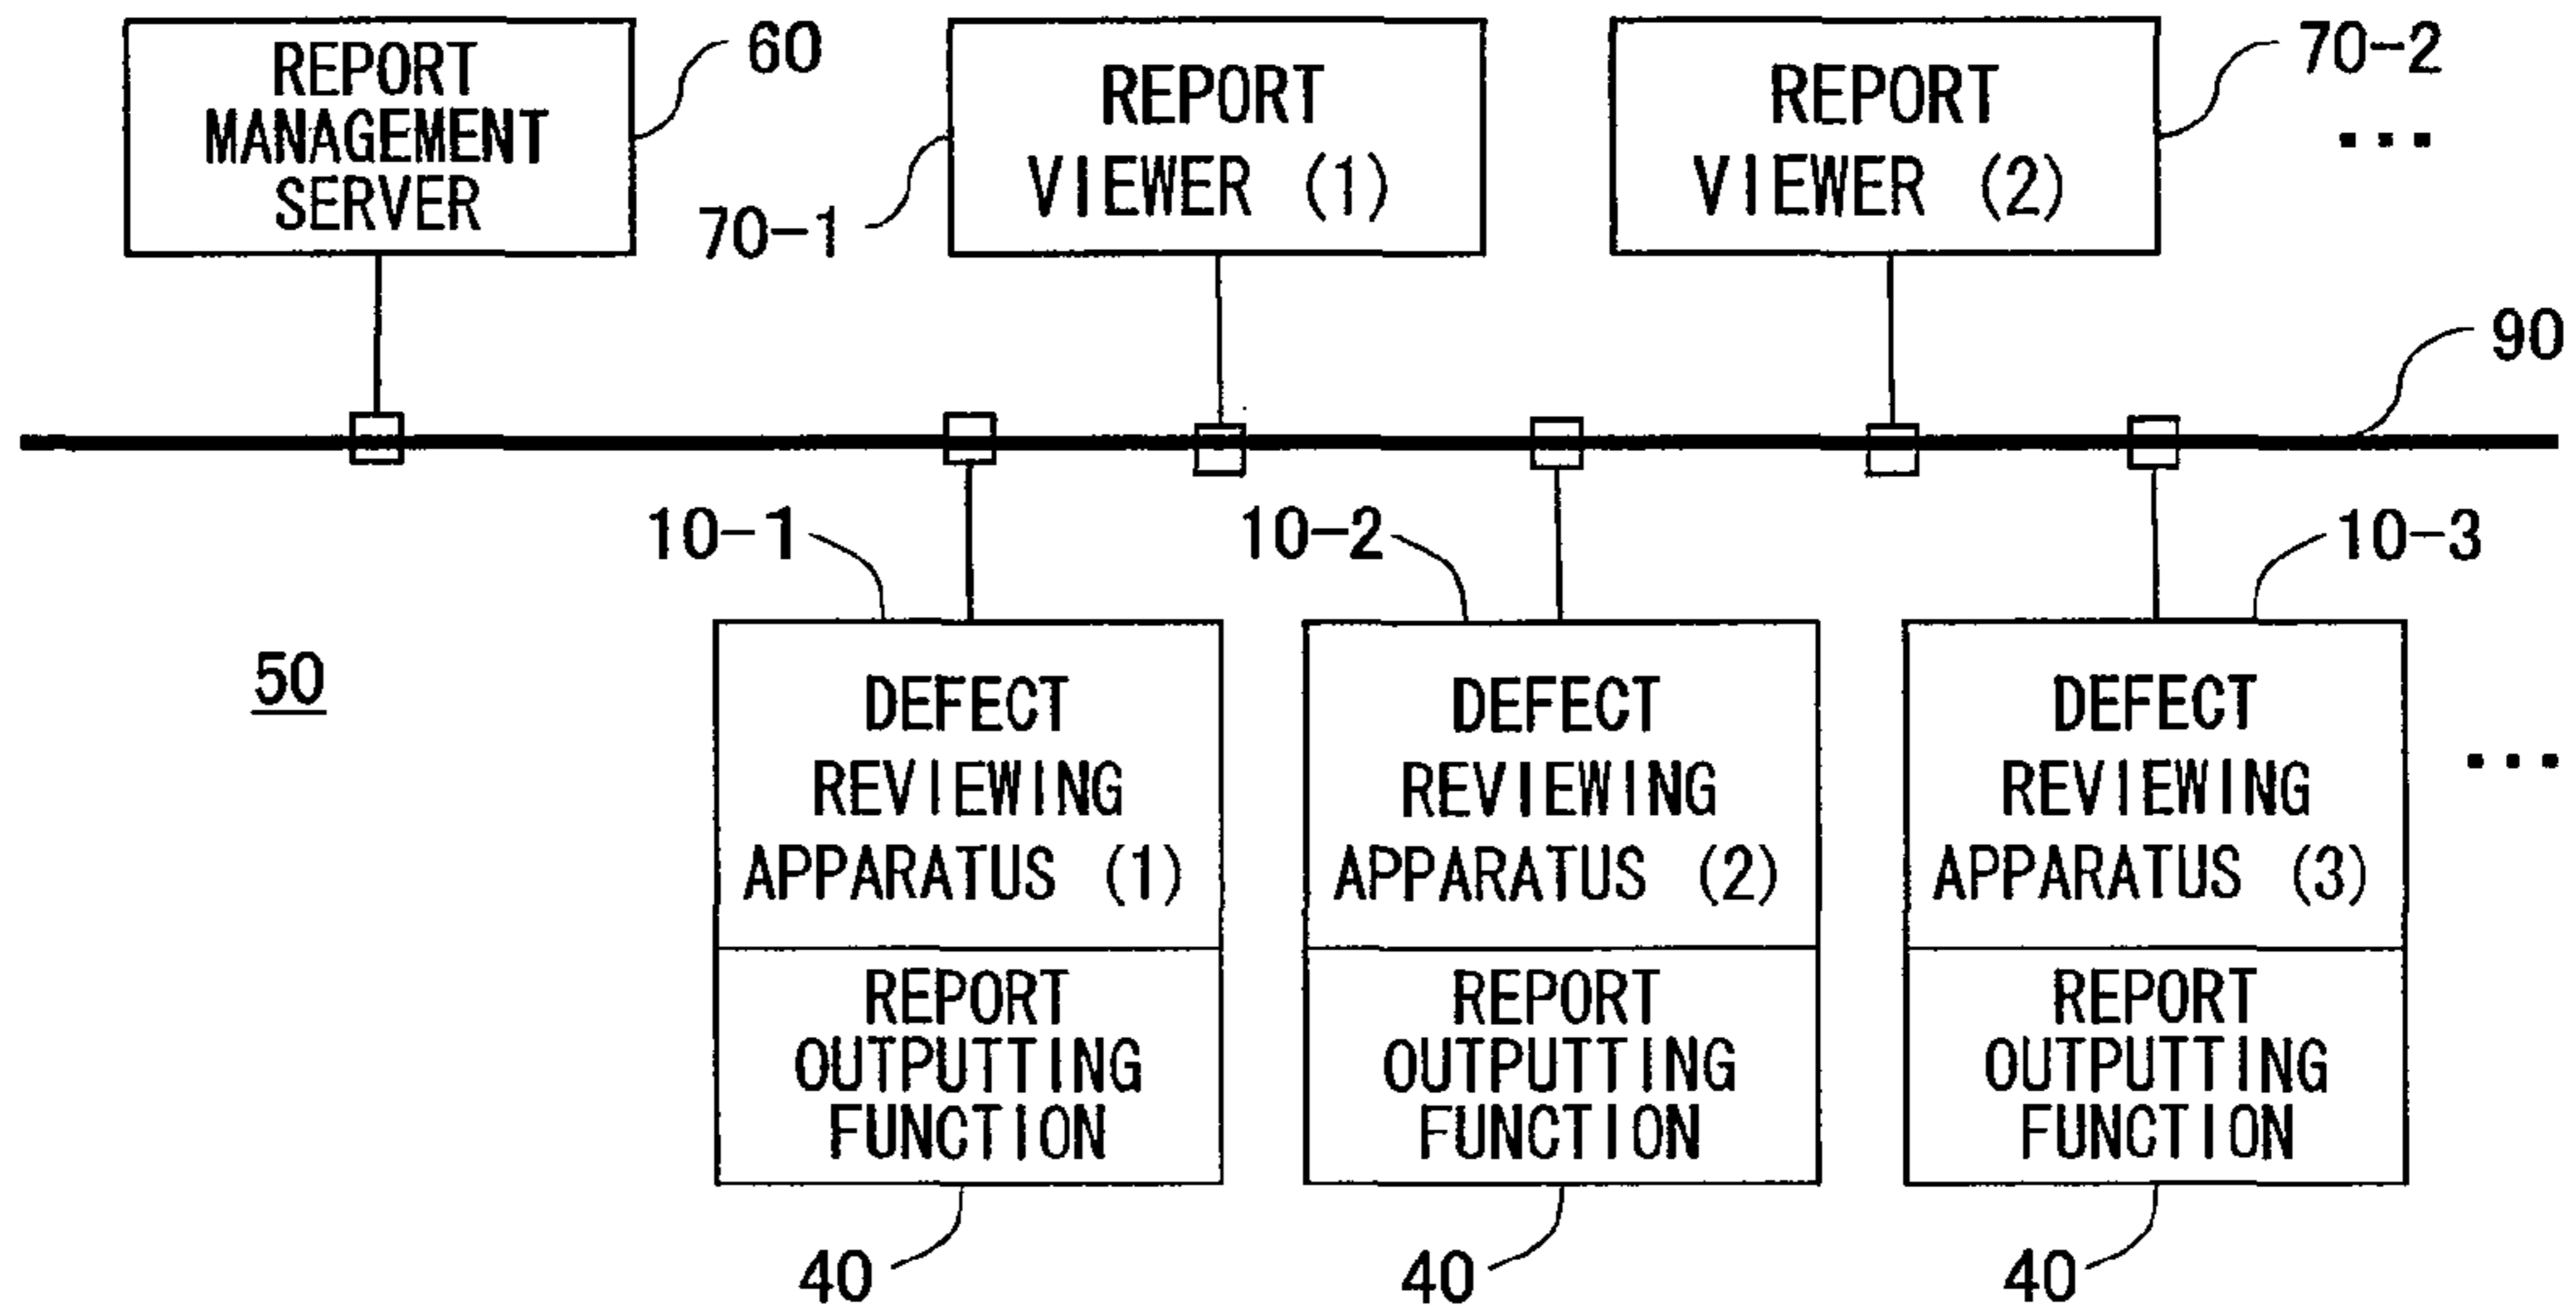 REPORT
MANAGEMENT
SERVER
60
REPORT
VIEWER (1)
70-1
REPORT
VIEWER (2)
70-2
...
90
10-1
10-2
10-3
50
DEFECT
REVIEWING
APPARATUS (1)
REPORT
OUTPUTTING
FUNCTION
40
DEFECT
REVIEWING
APPARATUS (2)
REPORT
OUTPUTTING
FUNCTION
40
DEFECT
REVIEWING
APPARATUS (3)
REPORT
OUTPUTTING
FUNCTION
40
...